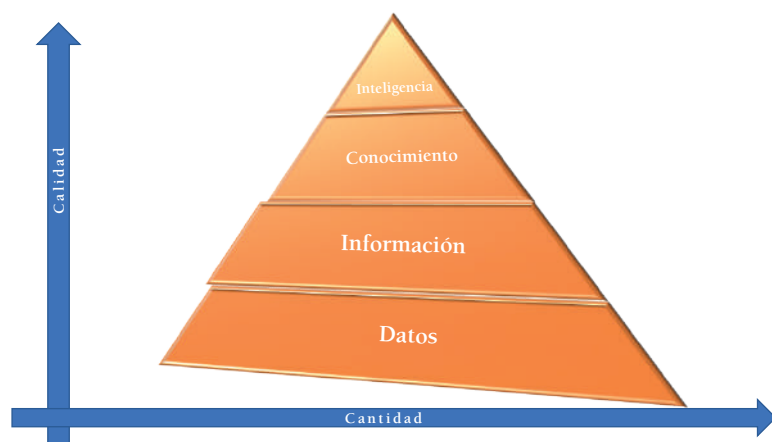 Inteligencia
Conocimiento
Información
Datos
Calidad
Cantidad